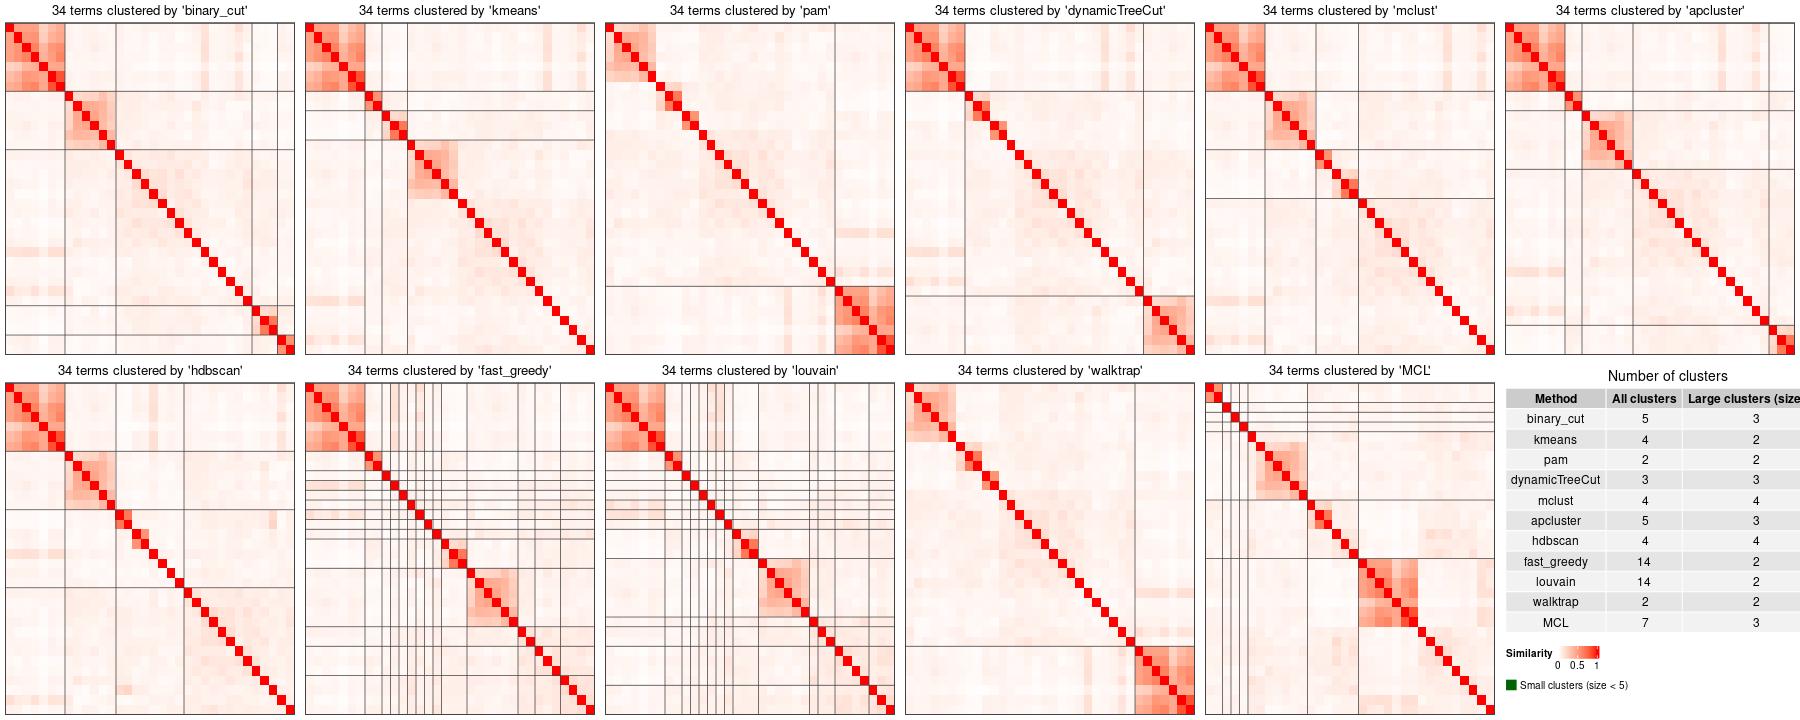 34 terms clustered by 'binary_cut'
34 terms clustered by 'kmeans'
34 terms clustered by 'pam'
34 terms clustered by 'dynamicTreeCut'
34 terms clustered by 'mclust'
34 terms clustered by 'apcluster'
34 terms clustered by 'hdbscan'
34 terms clustered by 'fast_greedy'
34 terms clustered by 'louvain'
34 terms clustered by 'walktrap'
34 terms clustered by 'MCL'
Number of clusters
Method All clusters Large clusters (size
binary_cut 5 3
kmeans 4 2
pam 2 2
dynamicTreeCut 3 3
mclust 4 4
apcluster 5 3
hdbscan 4 4
fast_greedy 14 2
louvain 14 2
walktrap 2 2
MCL 7 3
Similarity
0 0.5 1
Small clusters (size < 5)